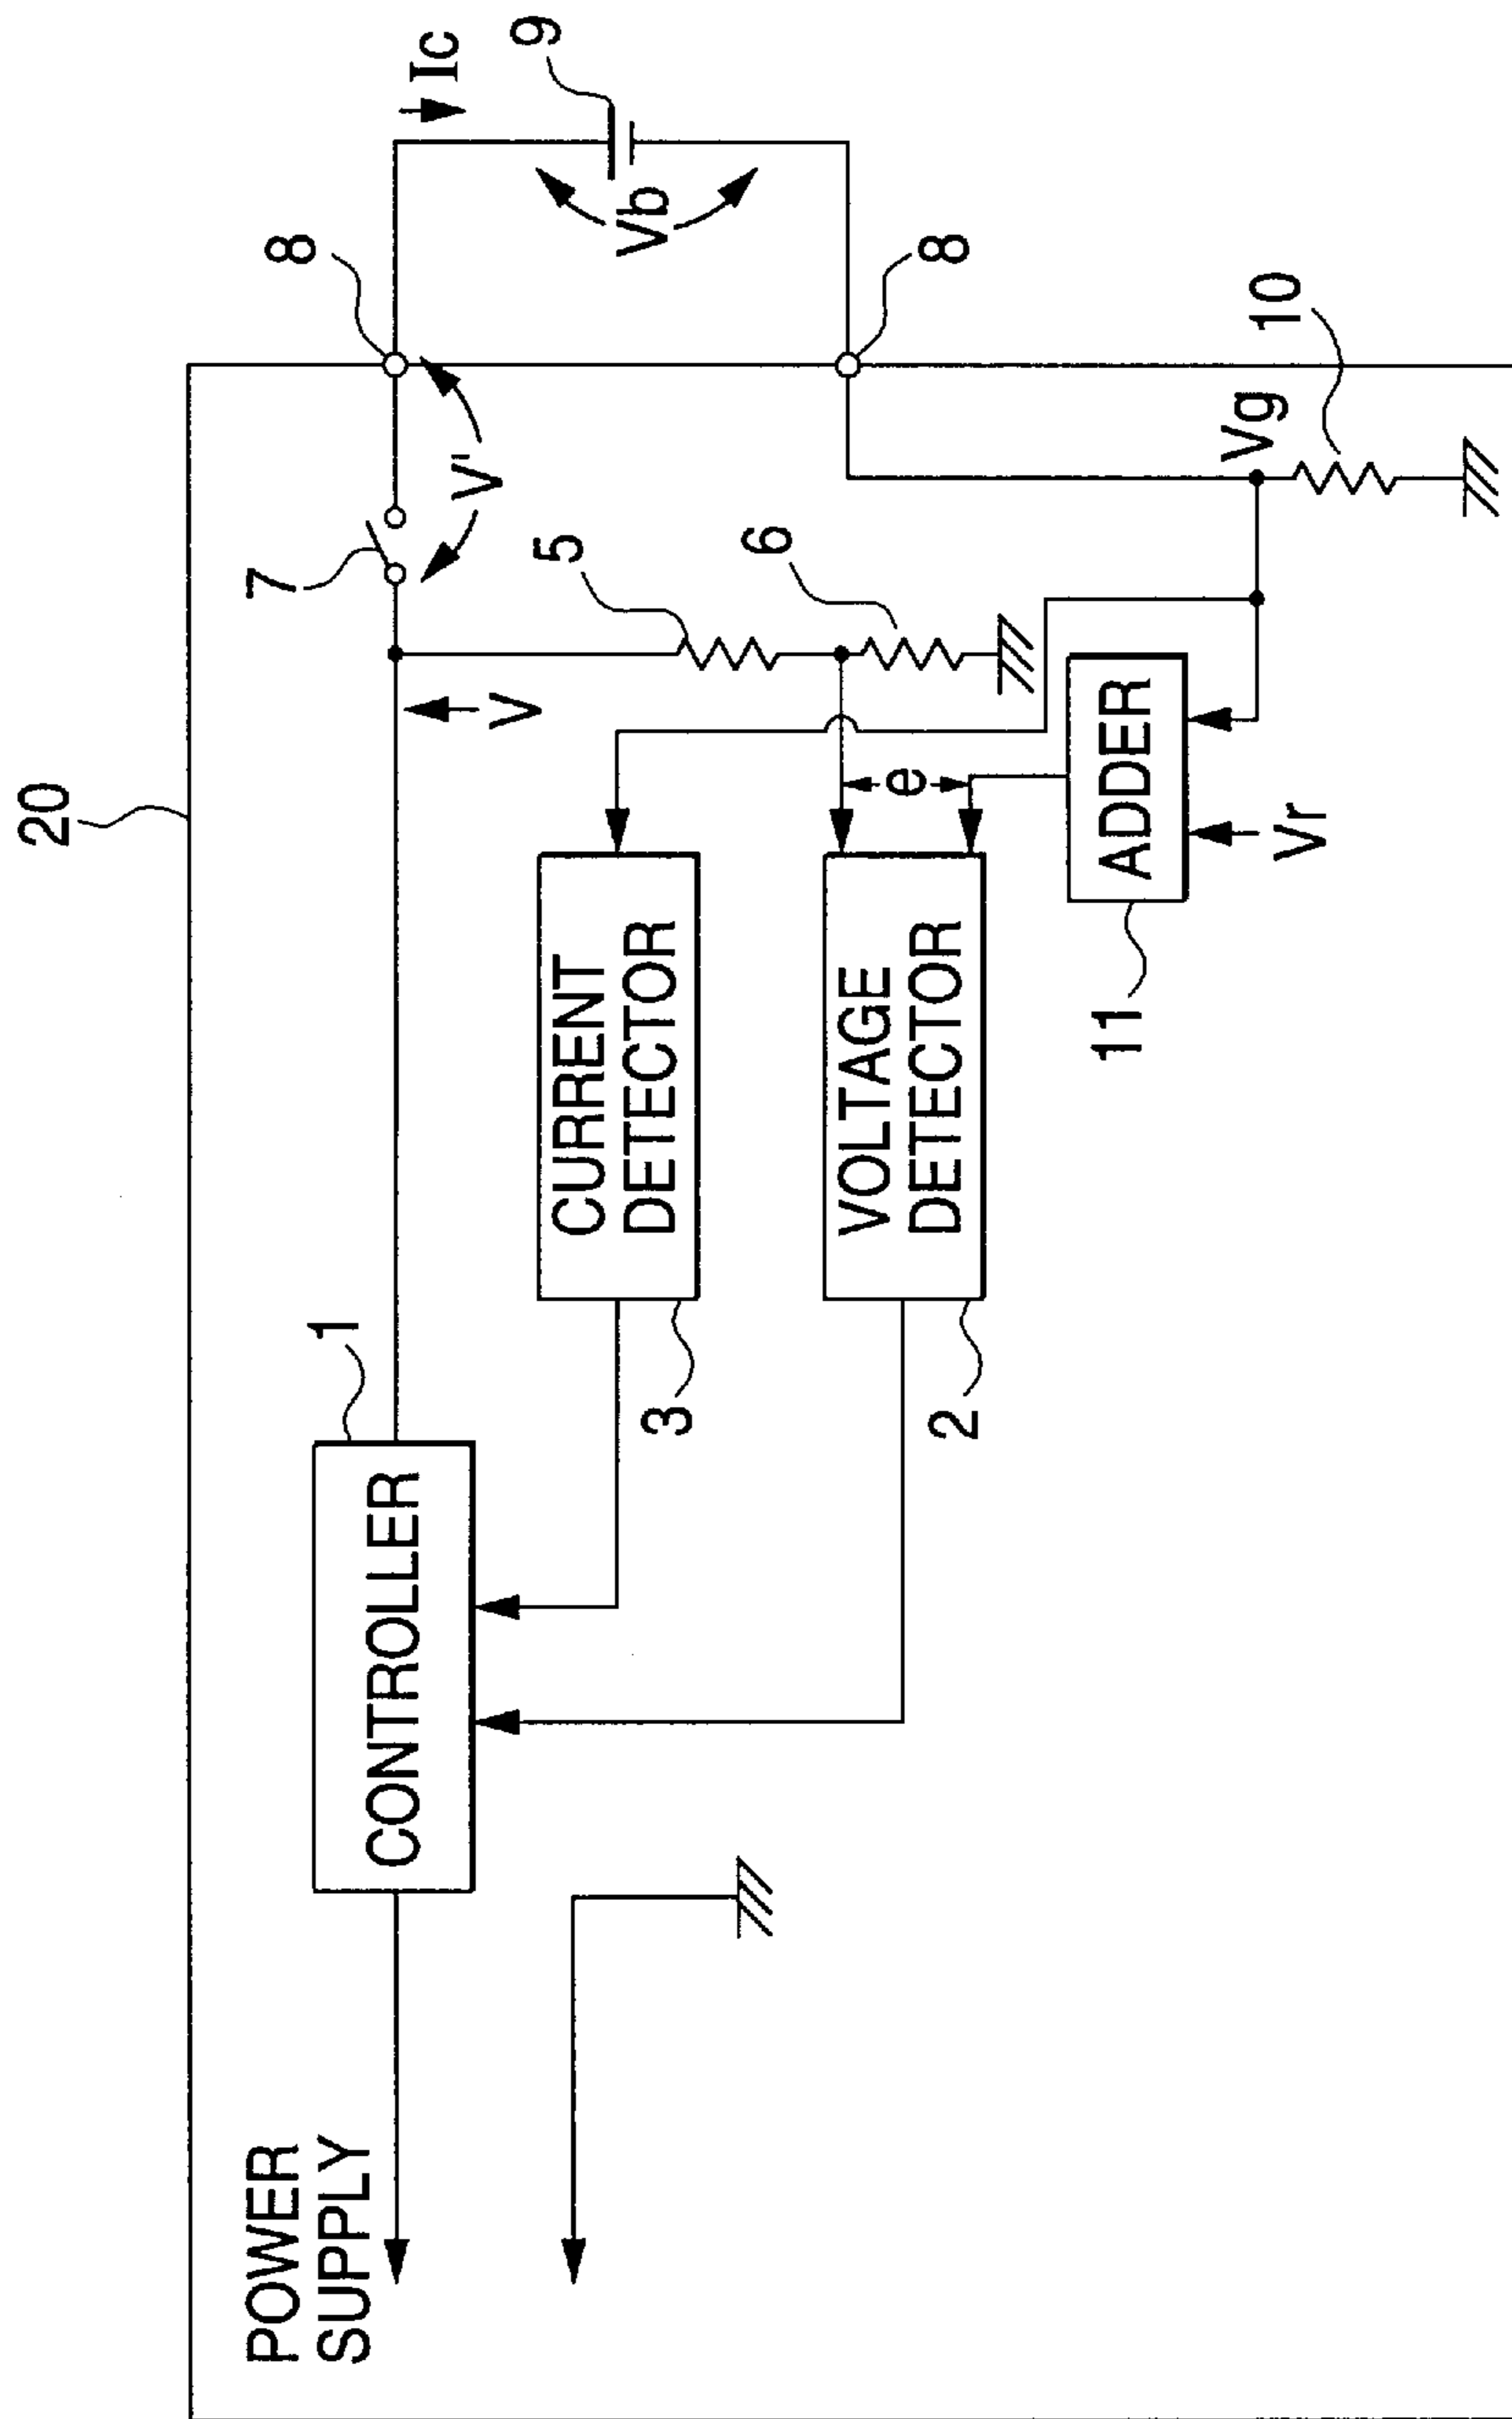 20
POWER
SUPPLY
CONTROLLER
1
V
7
V'
8
Ic
9
Vb
8
5
6
CURRENT
DETECTOR
3
VOLTAGE
DETECTOR
2
e
ADDER
11
Vr
Vg
10